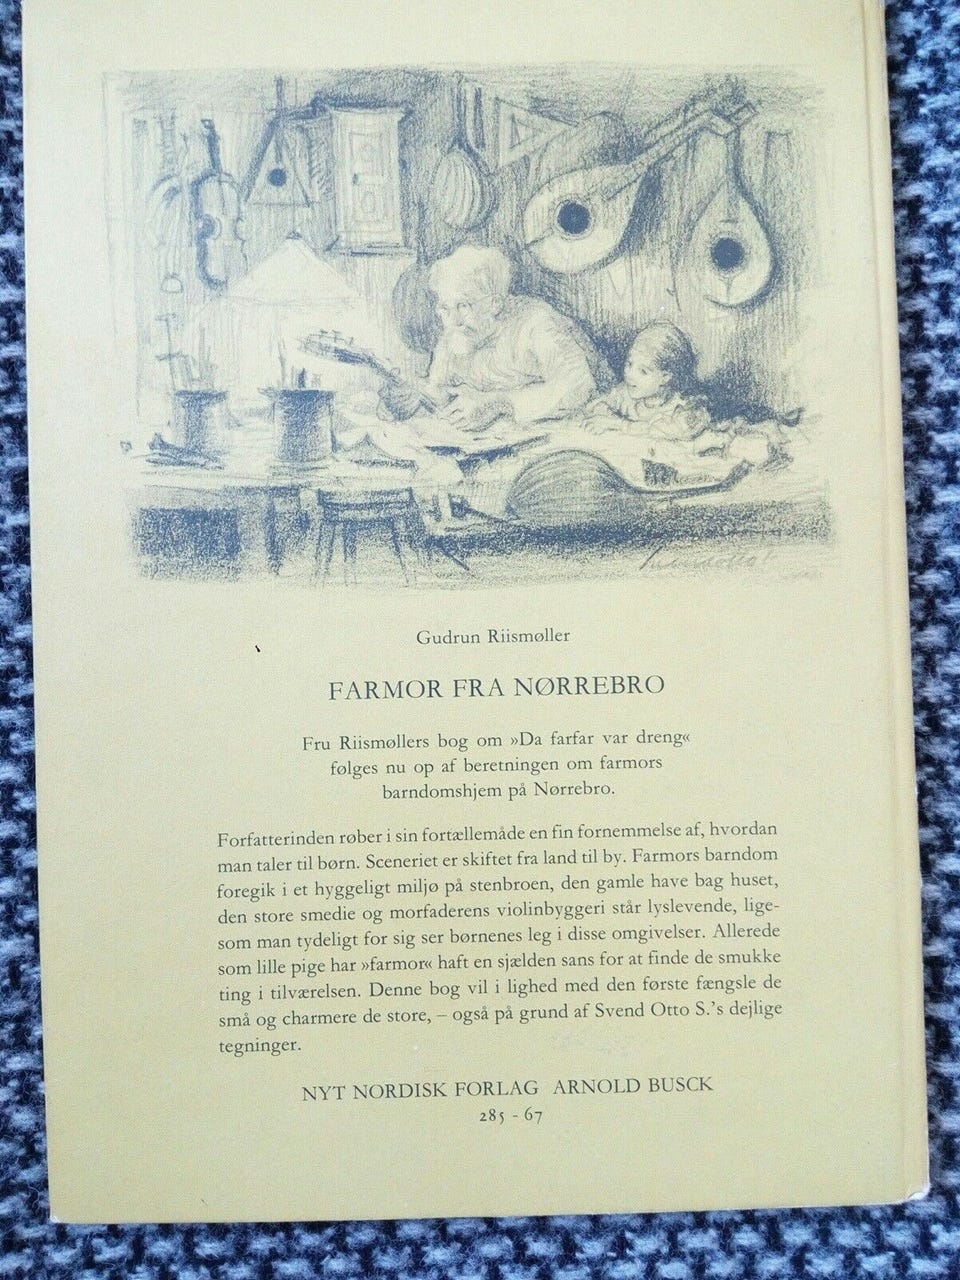 Gudrun Riismøller
FARMOR FRA NØRREBRO
Fru Riismøllers bog om »Da farfar var dreng«
følges nu op af beretningen om farmors
barndomshjem på Nørrebro.
Forfatterinden røber i sin fortællemåde en fin fornemmelse af, hvordan
man taler til børn. Sceneriet er skiftet fra land til by. Farmors barndom
foregik i et hyggeligt miljø på stenbroen, den gamle have bag huset,
den store smedie og morfaderens violinbyggeri står lyslevende, lige-
som man tydeligt for sig ser børnenes leg i disse omgivelser. Allerede
som lille pige har »farmor« haft en sjælden sans for at finde de smukke
ting i tilværelsen. Denne bog vil i lighed med den første fængsle de
små og charmere de store, – også på grund af Svend Otto S.'s dejlige
tegninger.
NYT NORDISK FORLAG ARNOLD BUSCK
285 - 67